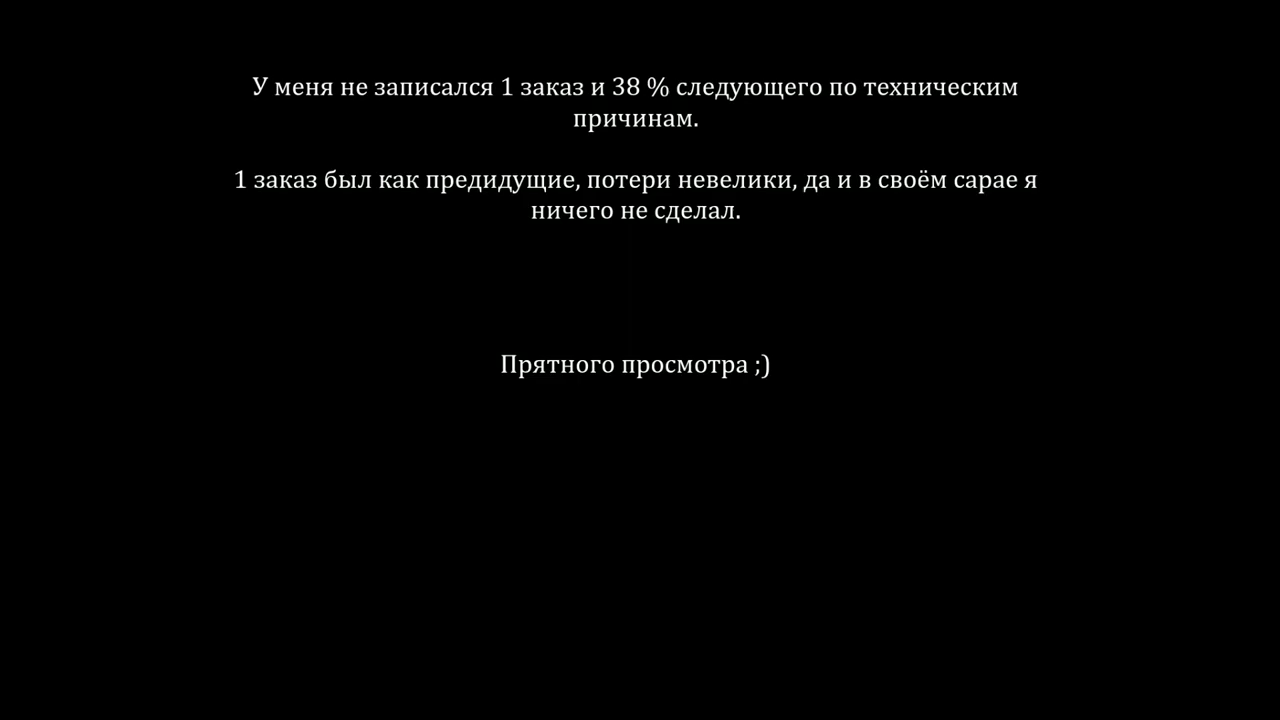 У меня не записался 1 заказ и 38 % следующего по техническим
причинам.
1 заказ был как предидущие, потери невелики, да и в своём сарае я
ничего не сделал.
Прятного просмотра ;)